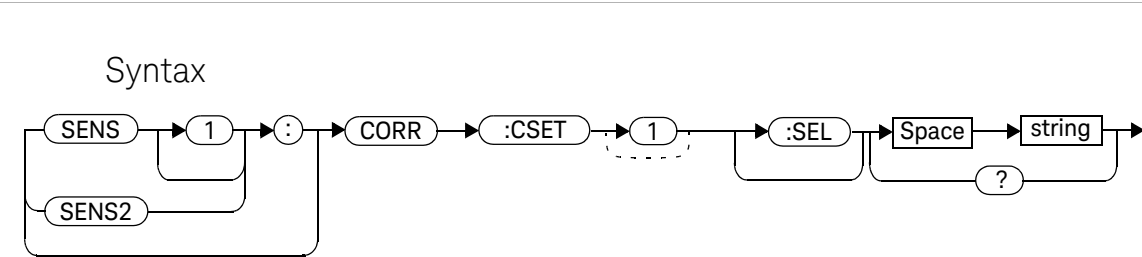 Syntax
SENS 1 : CORR :CSET 1 :SEL Space string
?
SENS2